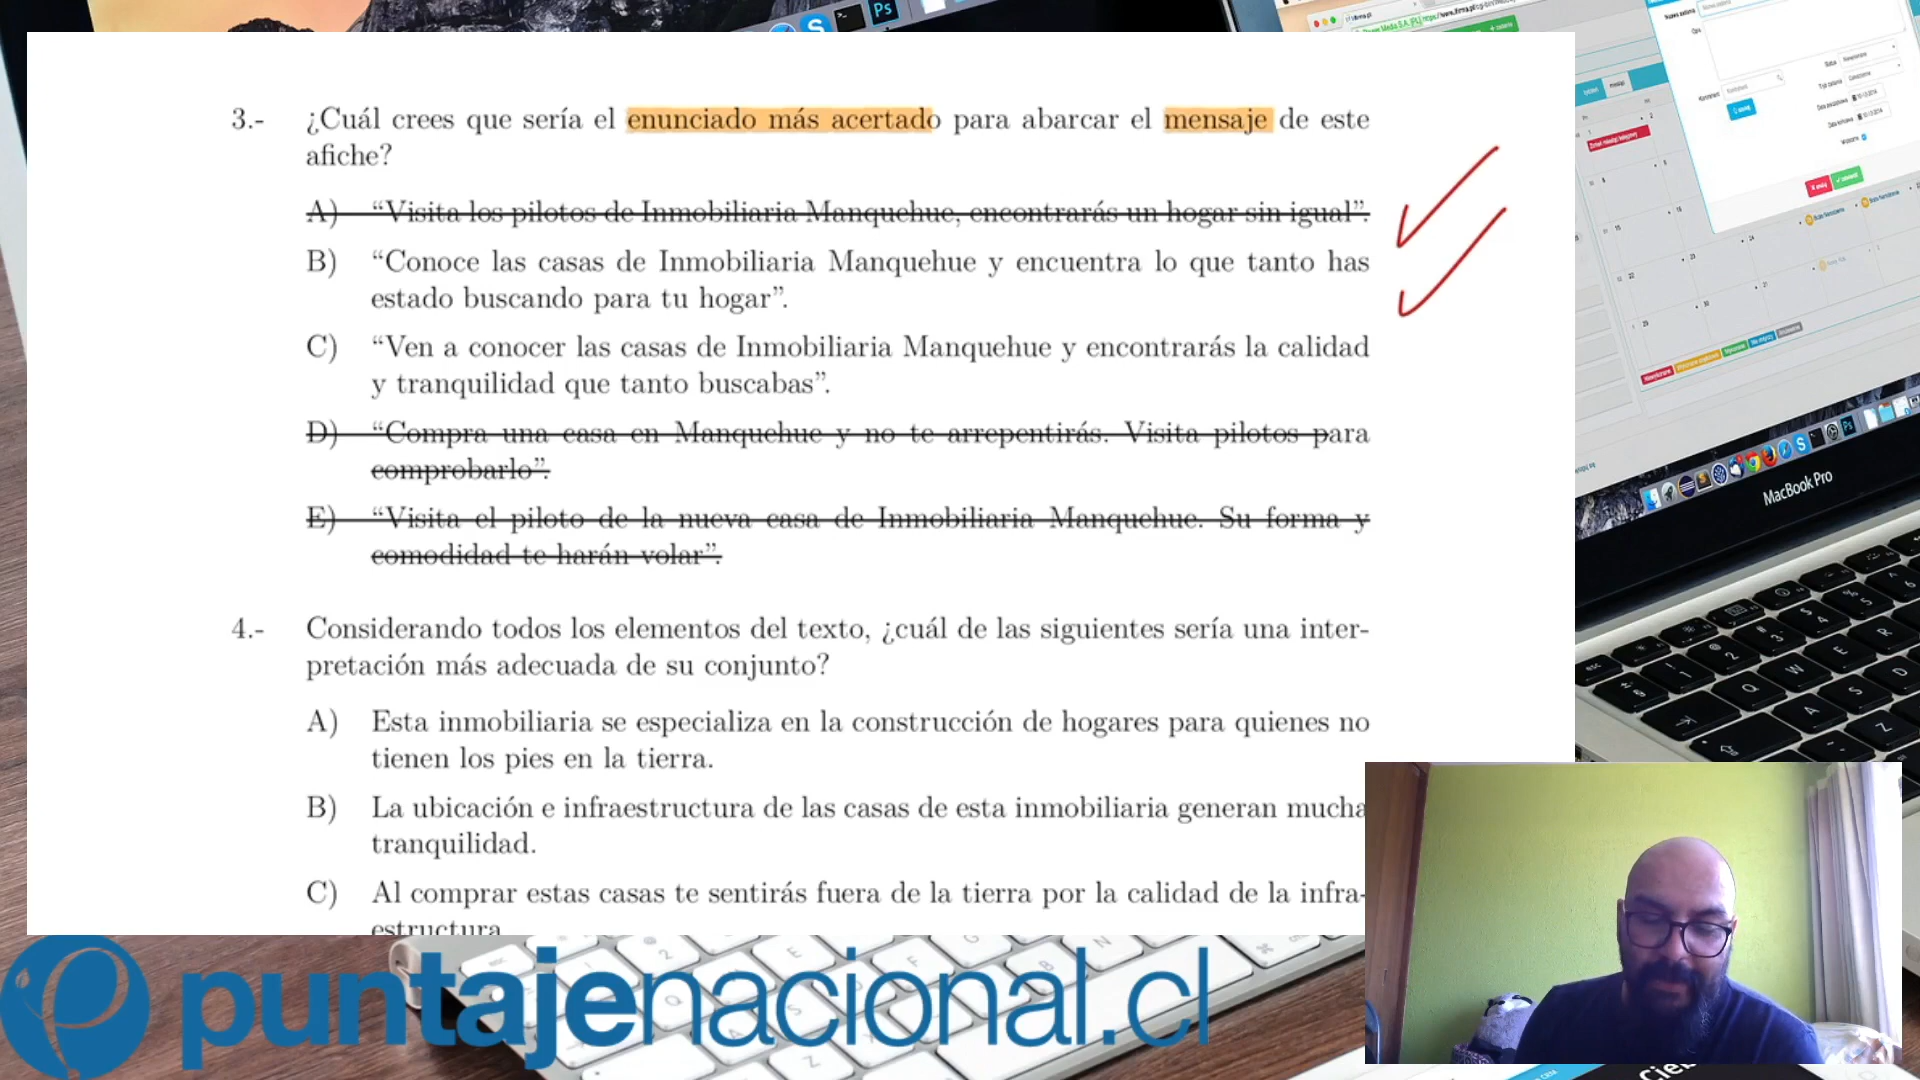 3.- ¿Cuál crees que sería el enunciado más acertado para abarcar el mensaje de este
afiche?
A) “Visita los pilotos de Inmobiliaria Manquehue, encontrarás un hogar sin igual”.
B) “Conoce las casas de Inmobiliaria Manquehue y encuentra lo que tanto has
estado buscando para tu hogar”.
C) “Ven a conocer las casas de Inmobiliaria Manquehue y encontrarás la calidad
y tranquilidad que tanto buscabas”.
D) “Compra una casa en Manquehue y no te arrepentirás. Visita pilotos para
comprobarlo”.
E) “Visita el piloto de la nueva casa de Inmobiliaria Manquehue. Su forma y
comodidad te harán volar”.
4.- Considerando todos los elementos del texto, ¿cuál de las siguientes sería una inter-
pretación más adecuada de su conjunto?
A) Esta inmobiliaria se especializa en la construcción de hogares para quienes no
tienen los pies en la tierra.
B) La ubicación e infraestructura de las casas de esta inmobiliaria generan mucha
tranquilidad.
C) Al comprar estas casas te sentirás fuera de la tierra por la calidad de la infra-
estructura
puntajenacional.cl
MacBook Pro
Ps